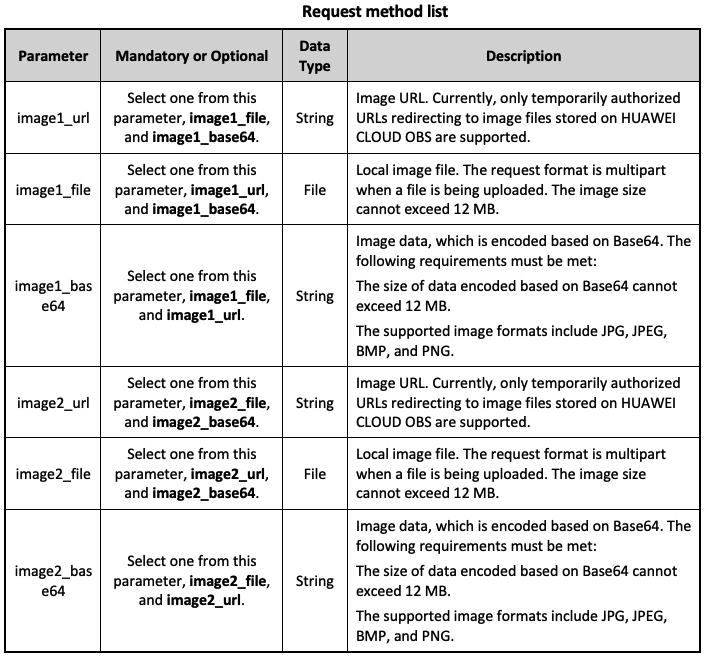 Request method list
Parameter
Mandatory or Optional
Data
Type
Description
image1_url
Select one from this
parameter, image1_file,
and image1_base64.
String
Image URL. Currently, only temporarily authorized
URLs redirecting to image files stored on HUAWEI
CLOUD OBS are supported.
image1_file
Select one from this
parameter, image1_url,
and image1_base64.
File
Local image file. The request format is multipart
when a file is being uploaded. The image size
cannot exceed 12 MB.
image1_bas
e64
Select one from this
parameter, image1_file,
and image1_url.
String
Image data, which is encoded based on Base64. The
following requirements must be met:
The size of data encoded based on Base64 cannot
exceed 12 MB.
The supported image formats include JPG, JPEG,
BMP, and PNG.
image2_url
Select one from this
parameter, image2_file,
and image2_base64.
String
Image URL. Currently, only temporarily authorized
URLs redirecting to image files stored on HUAWEI
CLOUD OBS are supported.
image2_file
Select one from this
parameter, image2_url,
and image2_base64.
File
Local image file. The request format is multipart
when a file is being uploaded. The image size
cannot exceed 12 MB.
image2_bas
e64
Select one from this
parameter, image2_file,
and image2_url.
String
Image data, which is encoded based on Base64. The
following requirements must be met:
The size of data encoded based on Base64 cannot
exceed 12 MB.
The supported image formats include JPG, JPEG,
BMP, and PNG.